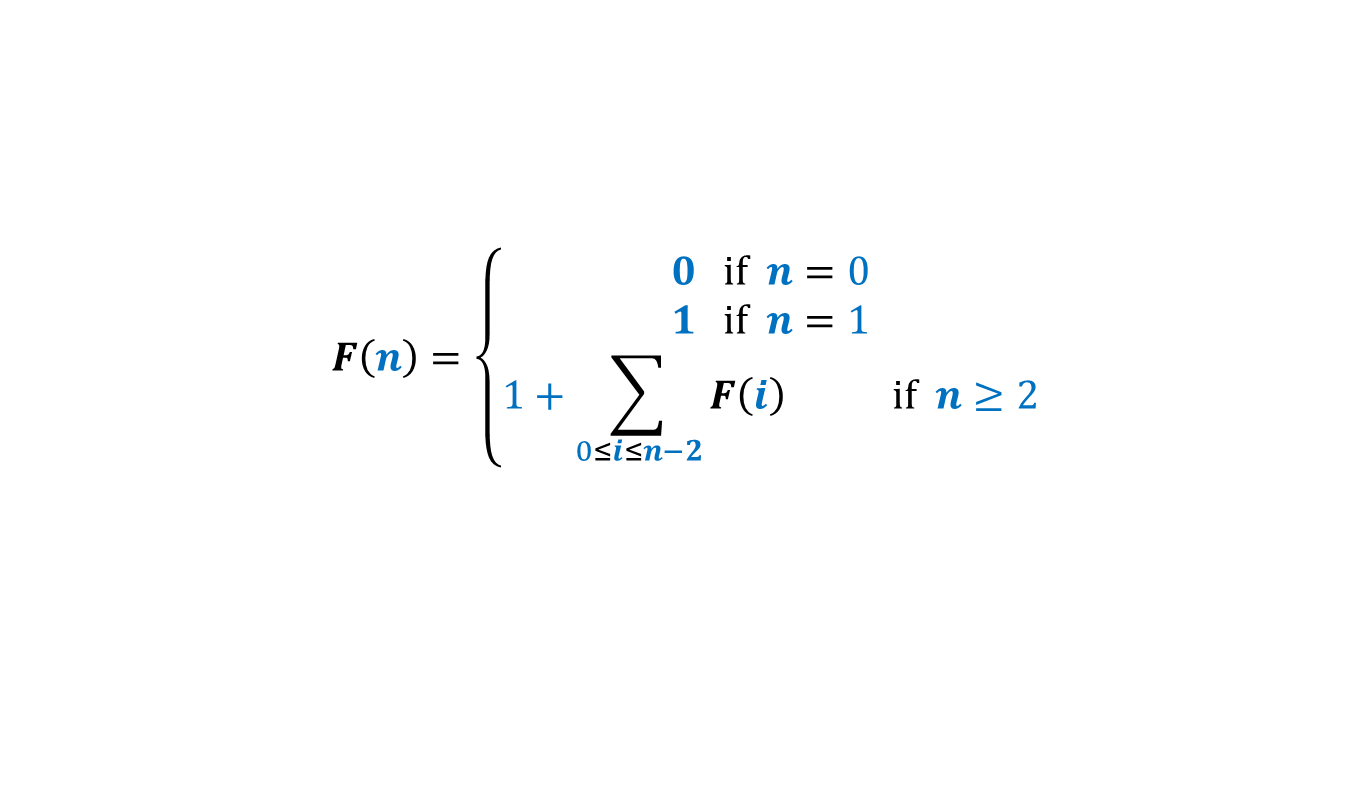 0 if n = 0
1 if n = 1
F(n) = {
1 + ∑ F(i) if n ≥ 2
0≤i≤n−2